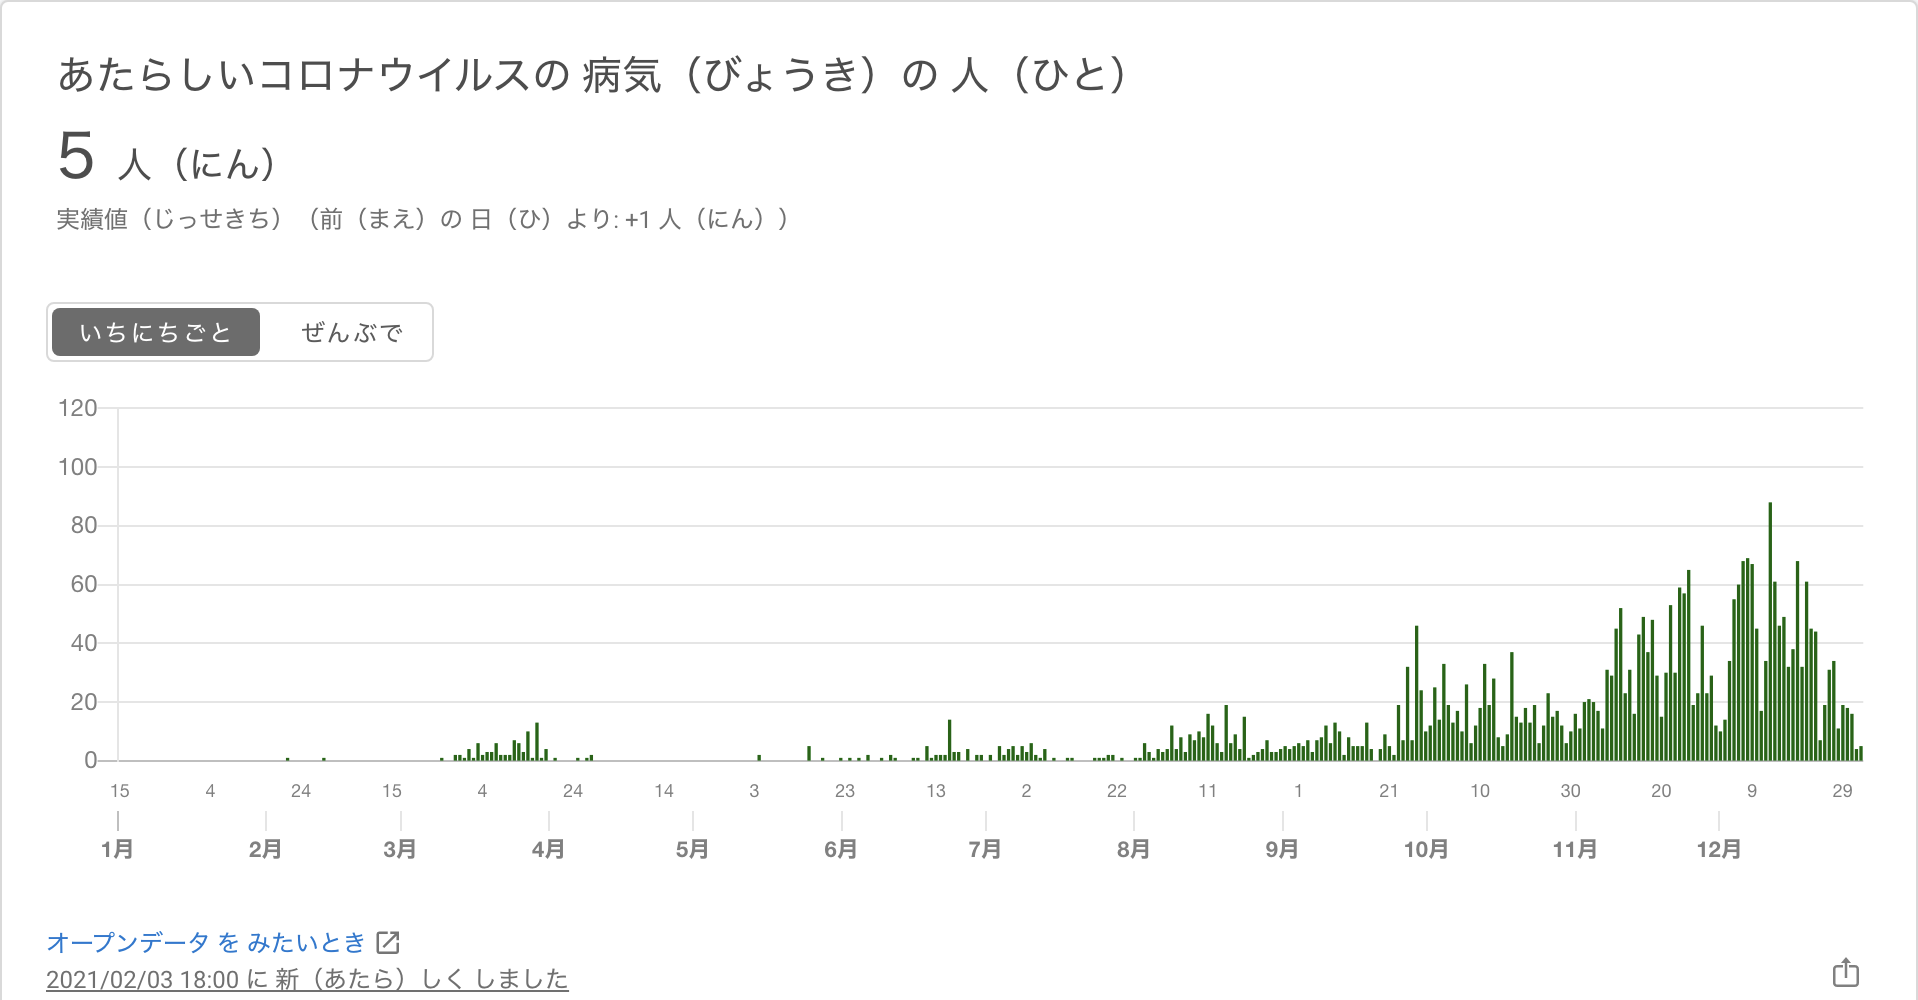 あたらしいコロナウイルスの 病気（びょうき）の 人（ひと）
5 人（にん）
実績値（じっせきち）（前（まえ）の 日（ひ）より: +1 人（にん））
いちにちごと ぜんぶで
120
100
80
60
40
20
0
15 4 24 15 4 24 14 3 23 13 2 22 11 1 21 10 30 20 9 29
1月 2月 3月 4月 5月 6月 7月 8月 9月 10月 11月 12月
オープンデータ を みたいとき
2021/02/03 18:00 に 新（あたら）しく しました